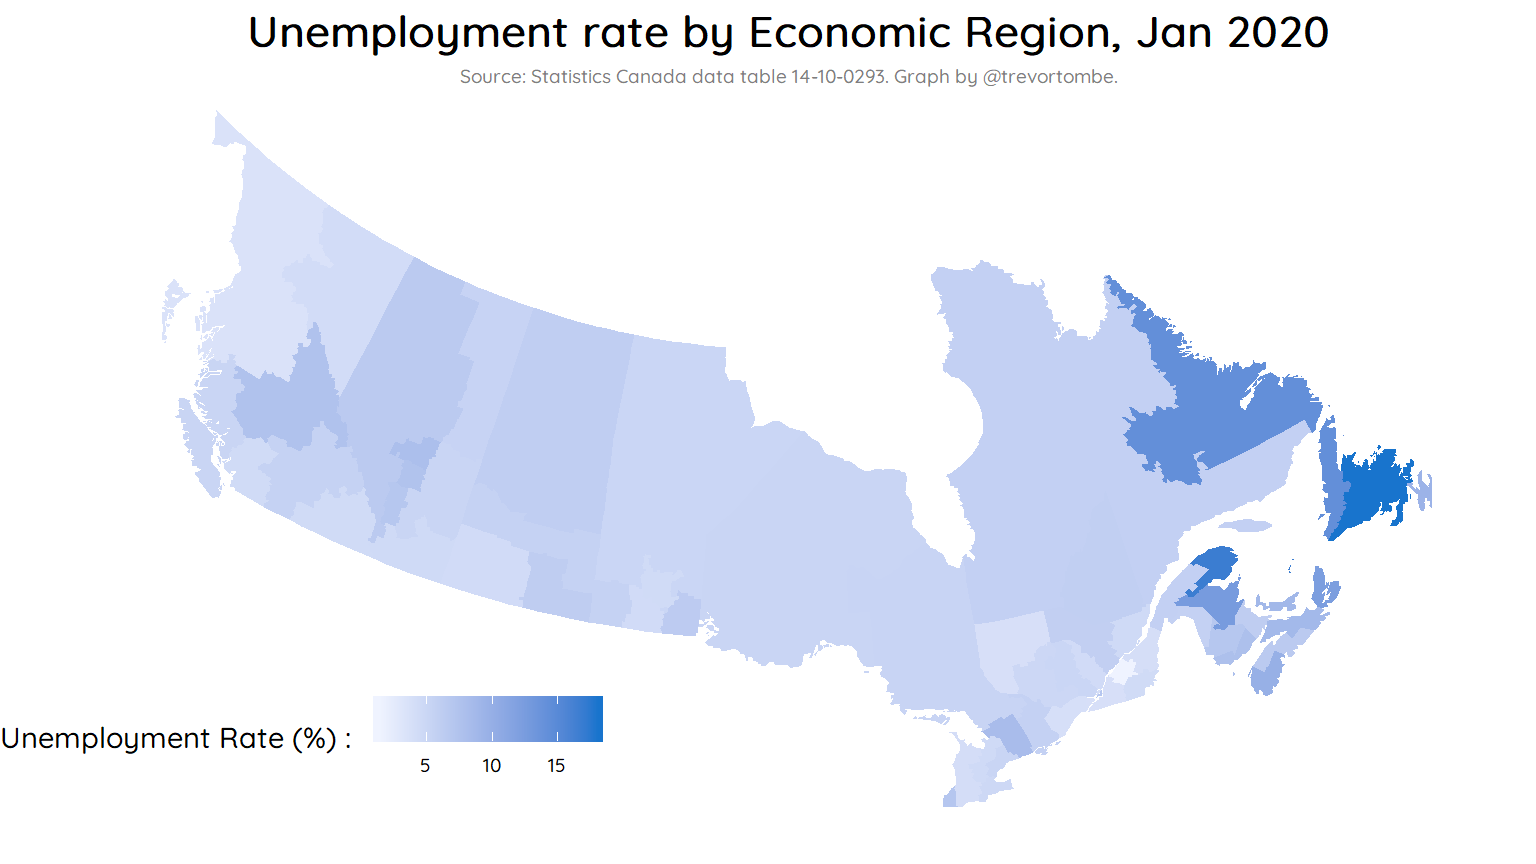 Unemployment rate by Economic Region, Jan 2020
Source: Statistics Canada data table 14-10-0293. Graph by @trevortombe.
Unemployment Rate (%) :
5 10 15